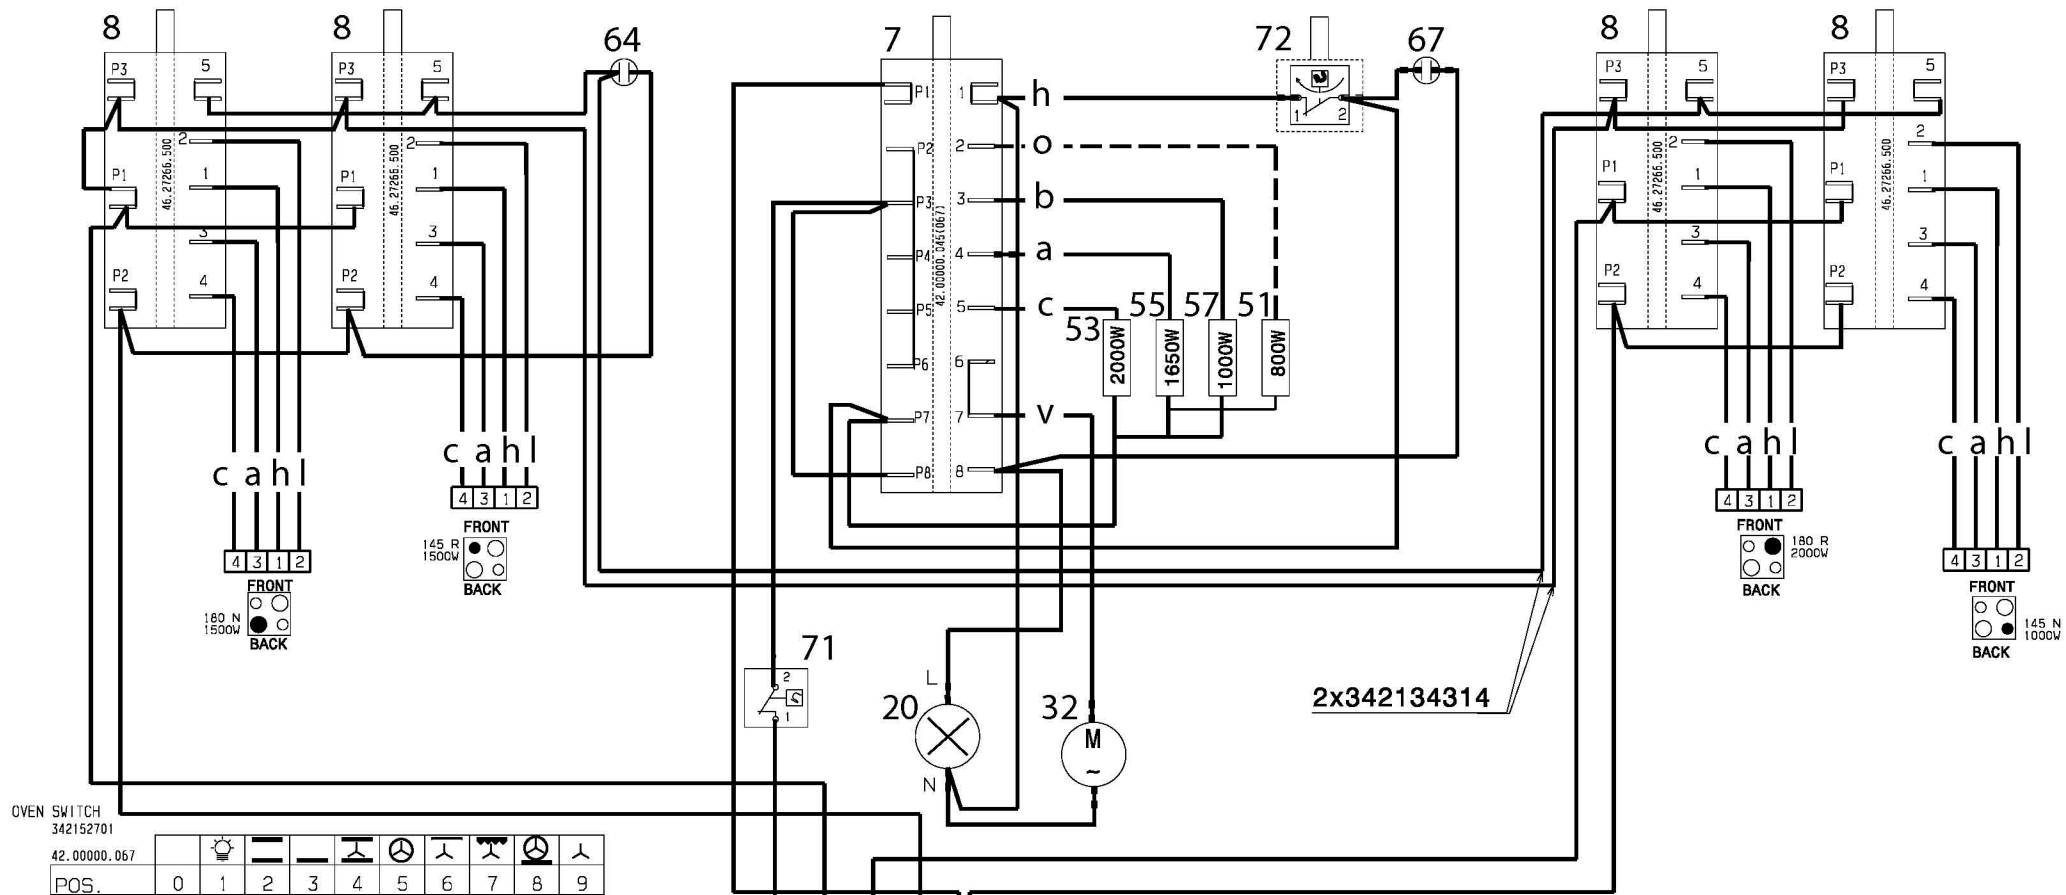 8
8
64
7
72
67
8
8
P3
5
P3
5
P1
1
h
1
2
P3
5
P3
5
2
2
P2
2
o
2
2
46.27266.500
46.27266.500
42.00000.045(067)
46.27266.500
46.27266.500
P1
1
P1
1
P3
3
b
P1
1
P1
1
3
3
P4
4
a
3
3
P2
4
P2
4
P5
5
c
P2
4
P2
4
53
55
57
51
2000W
1650W
1000W
800W
P6
6
P7
7
v
P8
8
c a h l
c a h l
c a h l
c a h l
4 3 1 2
FRONT
145 R
1500W
BACK
4 3 1 2
FRONT
180 N
1500W
BACK
4 3 1 2
FRONT
180 R
2000W
BACK
4 3 1 2
FRONT
145 N
1000W
BACK
71
2
1
L
20
N
32
M
~
2x342134314
OVEN SWITCH
342152701
42.00000.067
POS. 0 1 2 3 4 5 6 7 8 9